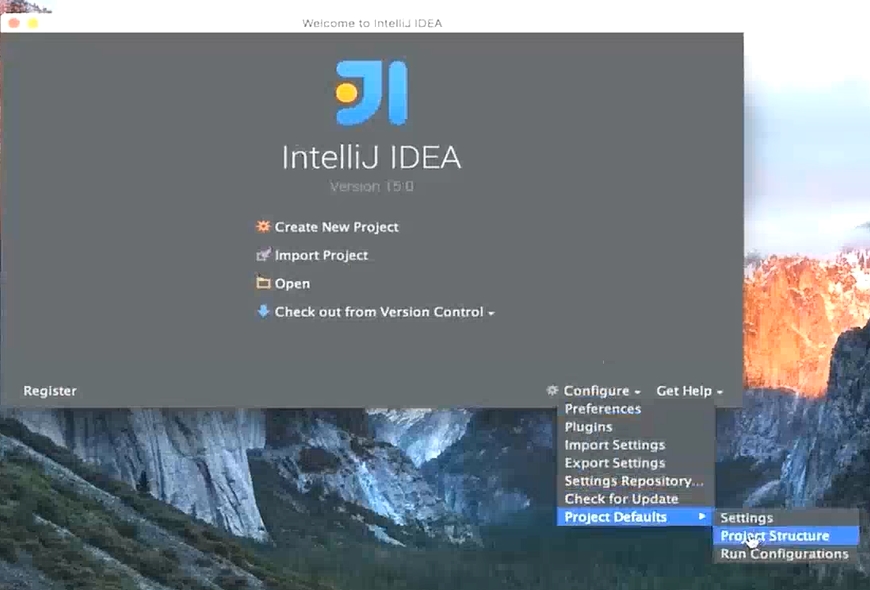 Welcome to IntelliJ IDEA
IntelliJ IDEA
Version 15.0
Create New Project
Import Project
Open
Check out from Version Control
Register
Configure
Get Help
Preferences
Plugins
Import Settings
Export Settings
Settings Repository...
Check for Update
Project Defaults
Settings
Project Structure
Run Configurations